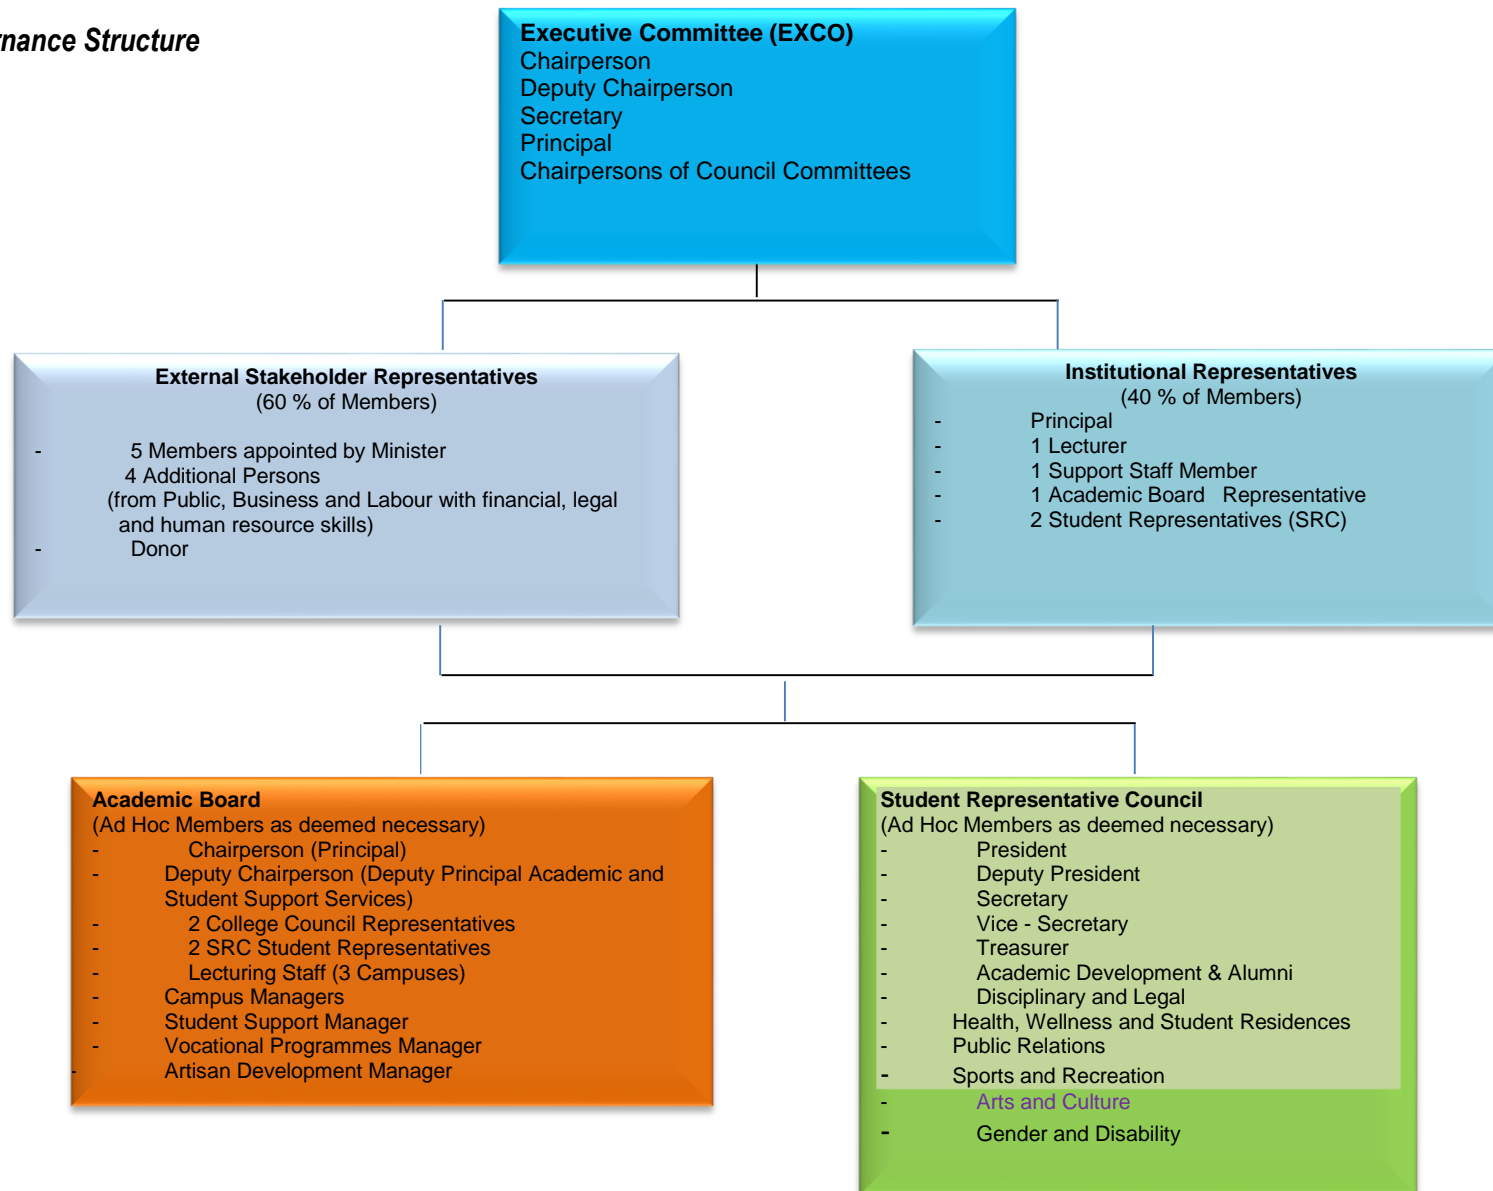 rnance Structure
Executive Committee (EXCO)
Chairperson
Deputy Chairperson
Secretary
Principal
Chairpersons of Council Committees
External Stakeholder Representatives
(60 % of Members)
- 5 Members appointed by Minister
4 Additional Persons
(from Public, Business and Labour with financial, legal
and human resource skills)
- Donor
Institutional Representatives
(40 % of Members)
- Principal
- 1 Lecturer
- 1 Support Staff Member
- 1 Academic Board Representative
- 2 Student Representatives (SRC)
Academic Board
(Ad Hoc Members as deemed necessary)
- Chairperson (Principal)
- Deputy Chairperson (Deputy Principal Academic and
Student Support Services)
- 2 College Council Representatives
- 2 SRC Student Representatives
- Lecturing Staff (3 Campuses)
- Campus Managers
- Student Support Manager
- Vocational Programmes Manager
- Artisan Development Manager
Student Representative Council
(Ad Hoc Members as deemed necessary)
- President
- Deputy President
- Secretary
- Vice - Secretary
- Treasurer
- Academic Development & Alumni
- Disciplinary and Legal
- Health, Wellness and Student Residences
- Public Relations
- Sports and Recreation
- Arts and Culture
- Gender and Disability